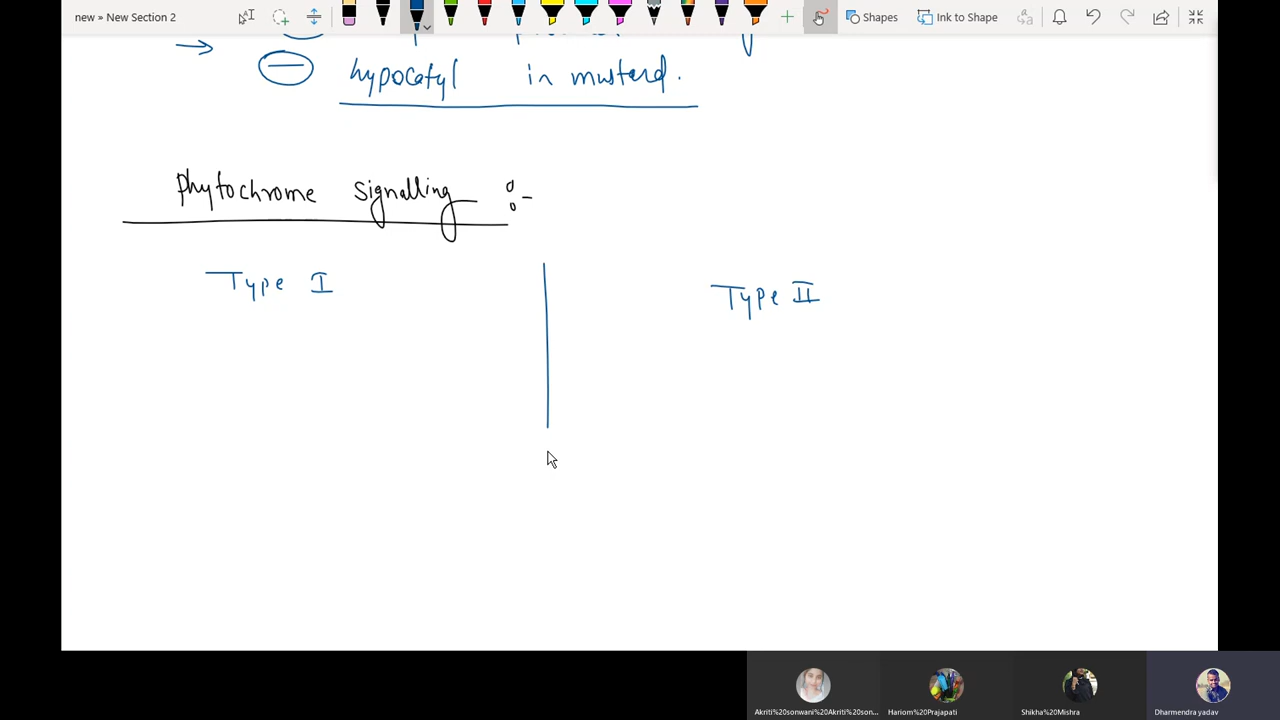 new » New Section 2
Shapes
Ink to Shape
hypocatyl in mustard.
Phytochrome Signalling :-
Type I
Type II
Akriti%20sonwani%20Akriti%20son...
Hariom%20Prajapati
Shikha%20Mishra
Dharmendra yadav